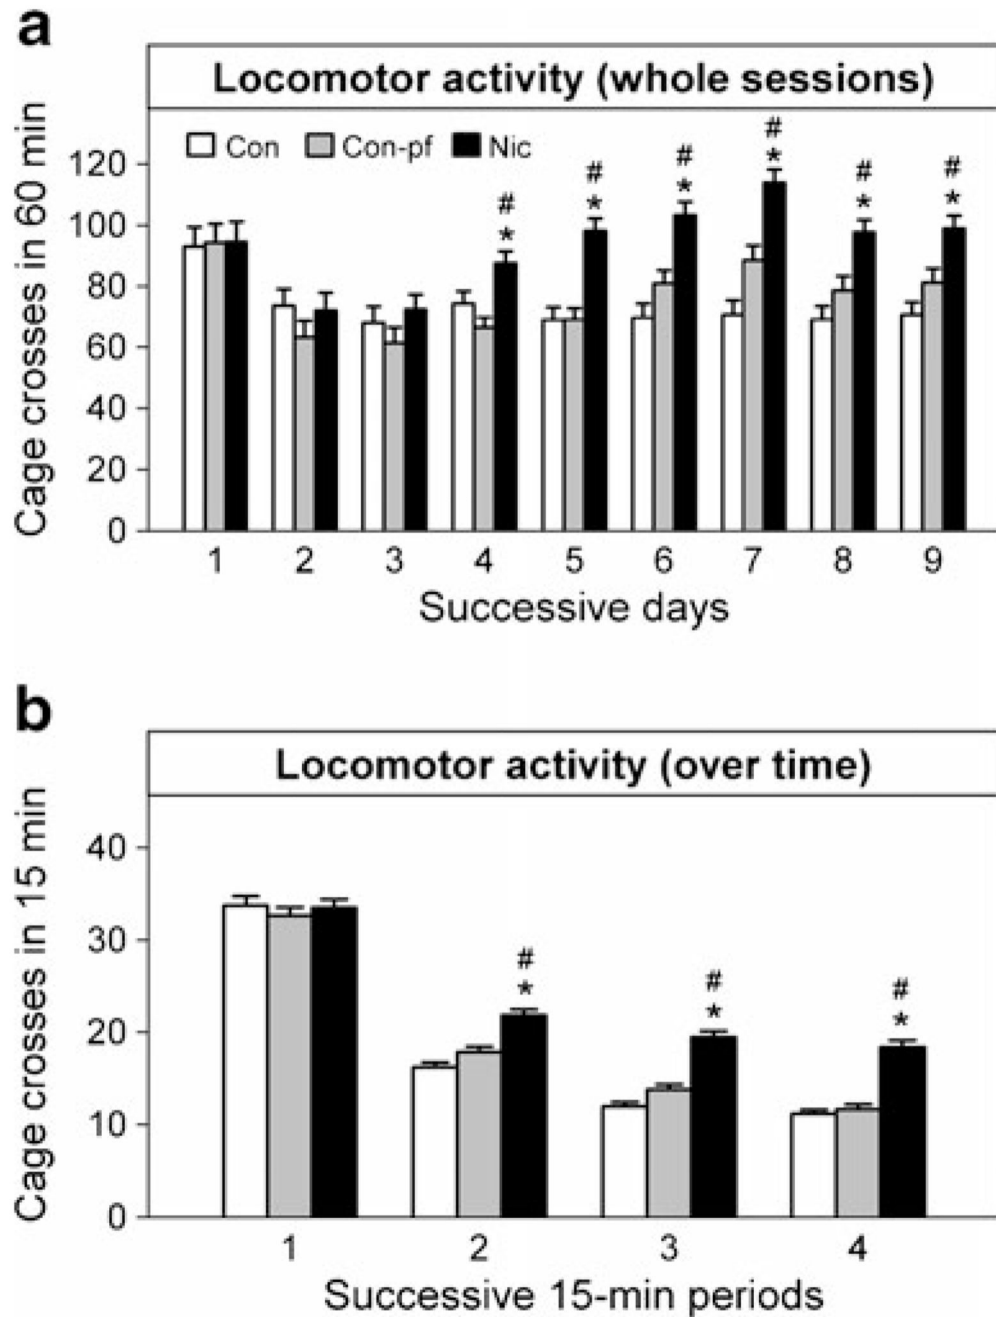 a
Locomotor activity (whole sessions)
Con Con-pf Nic
Cage crosses in 60 min
120
100
80
60
40
20
0
# # # # # #
* * * * * *
1 2 3 4 5 6 7 8 9
Successive days
b
Locomotor activity (over time)
Cage crosses in 15 min
40
30
20
10
0
# # #
* * *
1 2 3 4
Successive 15-min periods